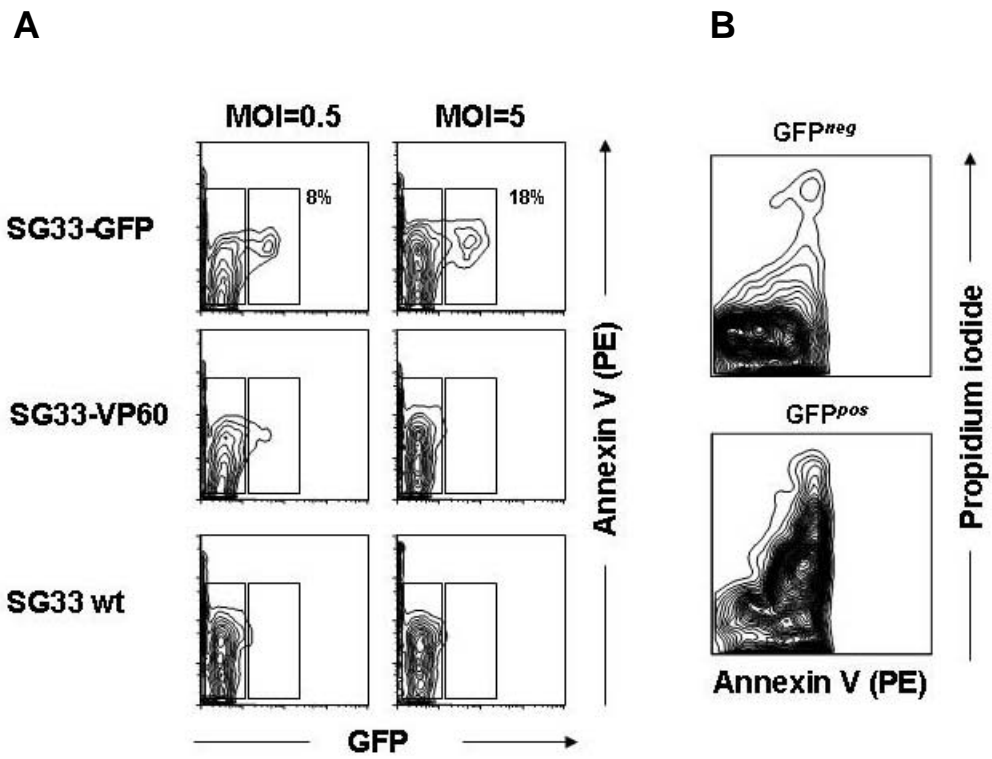 A
B
MOI=0.5
MOI=5
SG33-GFP
8%
18%
SG33-VP60
SG33 wt
GFP
Annexin V (PE)
GFPneg
GFPpos
Propidium iodide
Annexin V (PE)